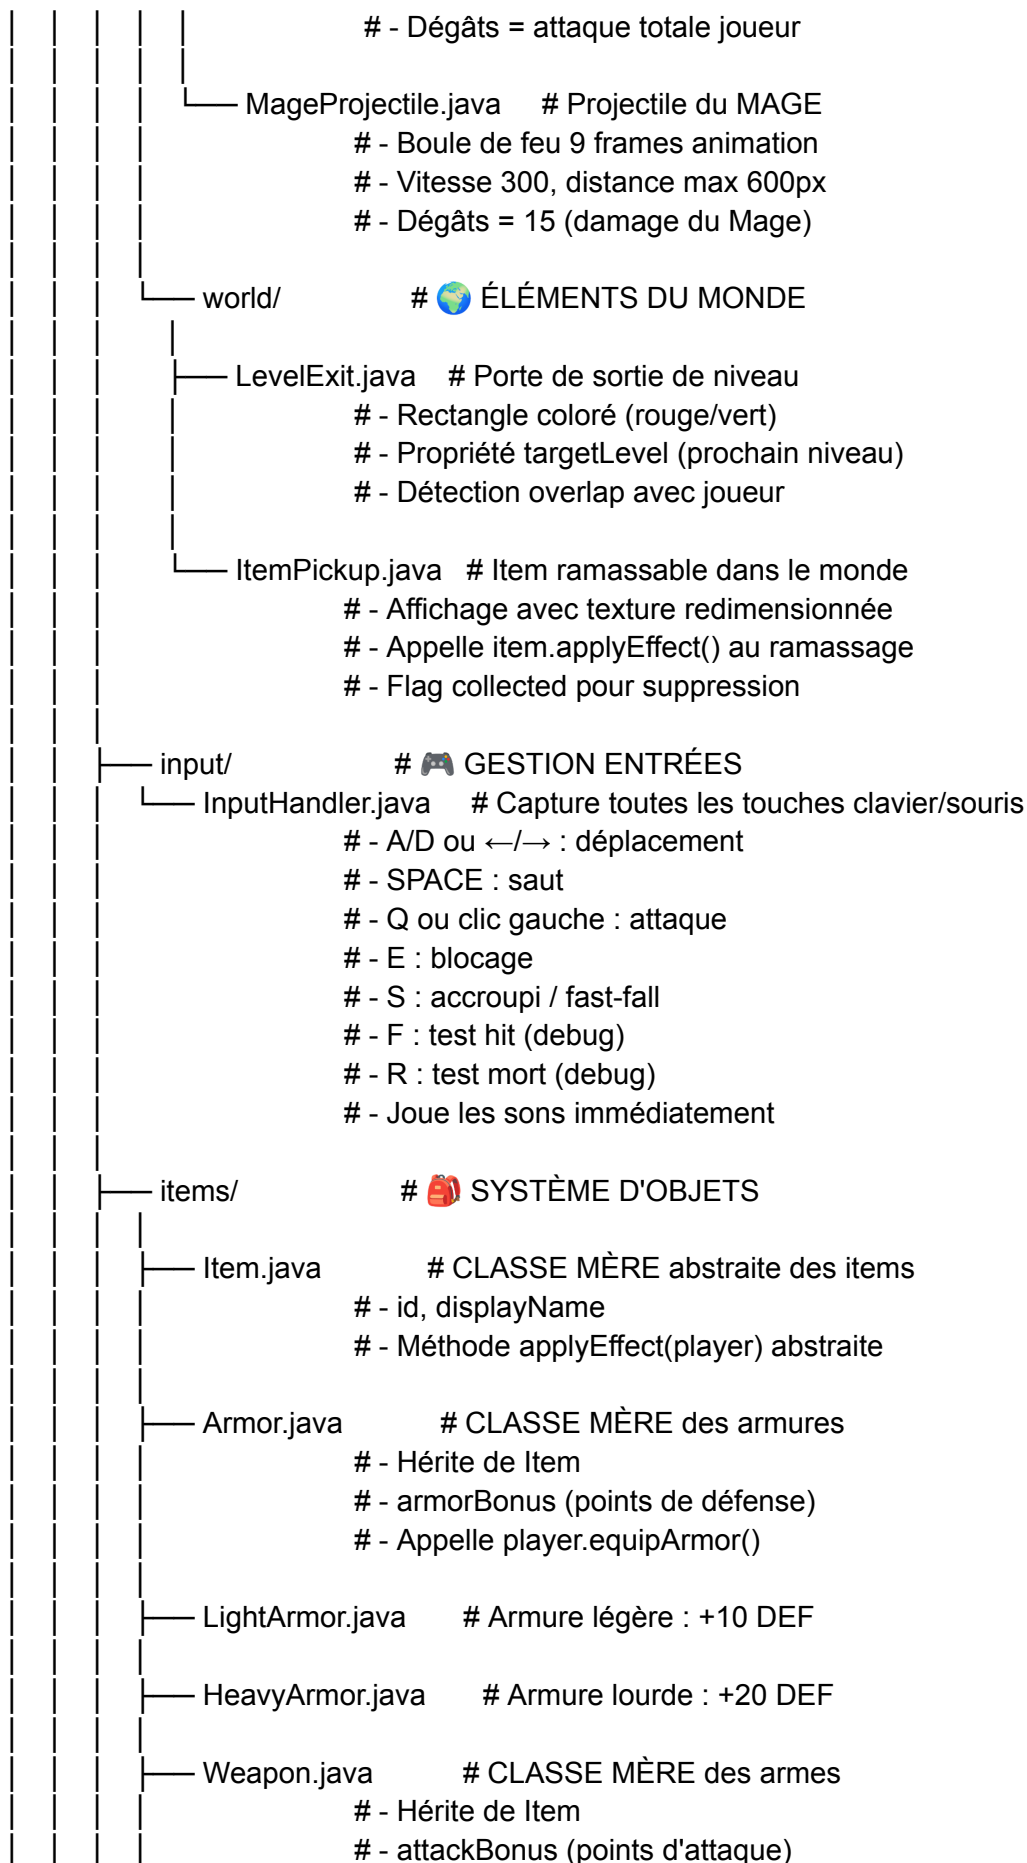 # - Dégâts = attaque totale joueur
└── MageProjectile.java # Projectile du MAGE
# - Boule de feu 9 frames animation
# - Vitesse 300, distance max 600px
# - Dégâts = 15 (damage du Mage)
└── world/ # 🌍 ÉLÉMENTS DU MONDE
├── LevelExit.java # Porte de sortie de niveau
# - Rectangle coloré (rouge/vert)
# - Propriété targetLevel (prochain niveau)
# - Détection overlap avec joueur
└── ItemPickup.java # Item ramassable dans le monde
# - Affichage avec texture redimensionnée
# - Appelle item.applyEffect() au ramassage
# - Flag collected pour suppression
├── input/ # 🎮 GESTION ENTRÉES
└── InputHandler.java # Capture toutes les touches clavier/souris
# - A/D ou ←/→ : déplacement
# - SPACE : saut
# - Q ou clic gauche : attaque
# - E : blocage
# - S : accroupi / fast-fall
# - F : test hit (debug)
# - R : test mort (debug)
# - Joue les sons immédiatement
├── items/ # 🎒 SYSTÈME D'OBJETS
├── Item.java # CLASSE MÈRE abstraite des items
# - id, displayName
# - Méthode applyEffect(player) abstraite
├── Armor.java # CLASSE MÈRE des armures
# - Hérite de Item
# - armorBonus (points de défense)
# - Appelle player.equipArmor()
├── LightArmor.java # Armure légère : +10 DEF
├── HeavyArmor.java # Armure lourde : +20 DEF
├── Weapon.java # CLASSE MÈRE des armes
# - Hérite de Item
# - attackBonus (points d'attaque)